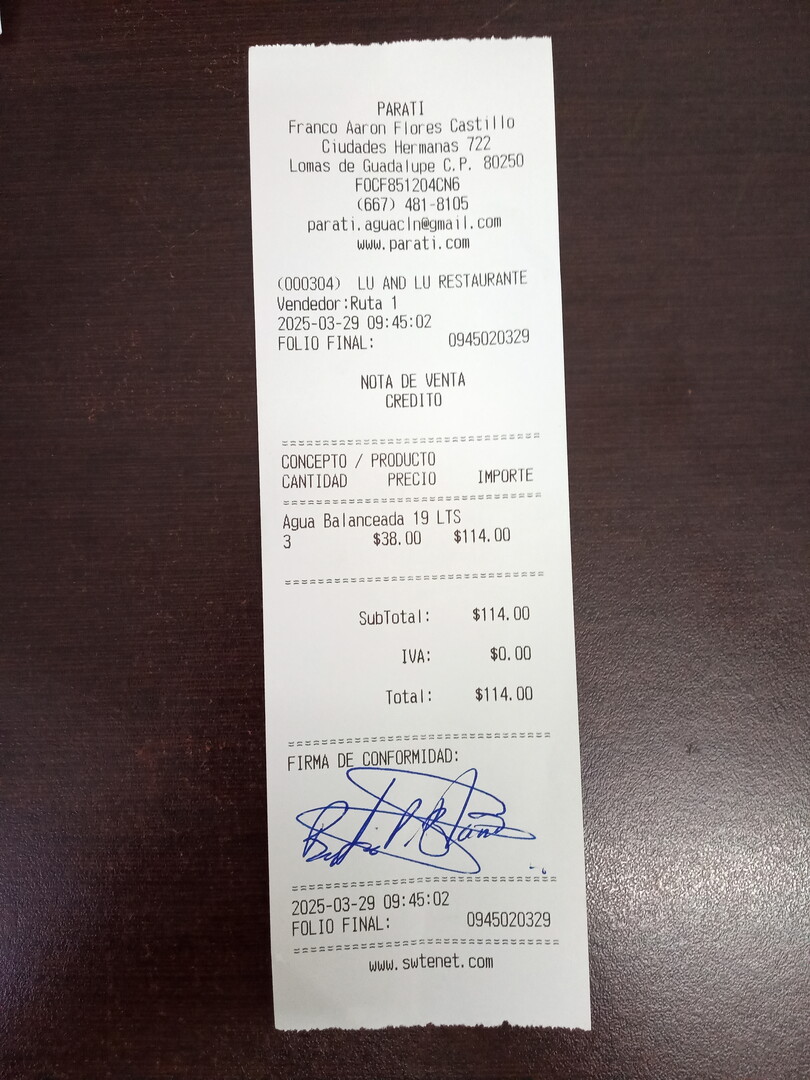 PARATI
Franco Aaron Flores Castillo
Ciudades Hermanas 722
Lomas de Guadalupe C.P. 80250
FOCF851204CN6
(667) 481-8105
parati.aguacln@gmail.com
www.parati.com
(000304) LU AND LU RESTAURANTE
Vendedor:Ruta 1
2025-03-29 09:45:02
FOLIO FINAL: 0945020329
NOTA DE VENTA
CREDITO
CONCEPTO / PRODUCTO
CANTIDAD PRECIO IMPORTE
Agua Balanceada 19 LTS
3 $38.00 $114.00
SubTotal: $114.00
IVA: $0.00
Total: $114.00
FIRMA DE CONFORMIDAD:
2025-03-29 09:45:02
FOLIO FINAL: 0945020329
www.swtenet.com